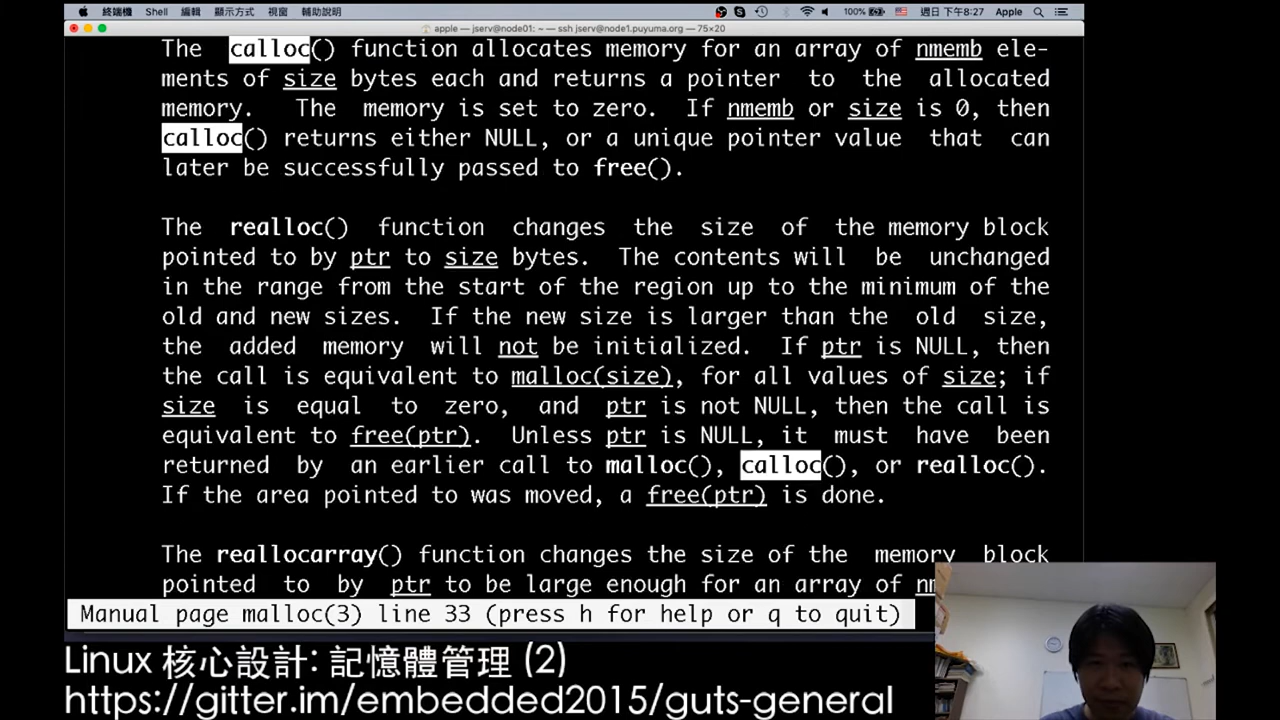 終端機 Shell 編輯 顯示方式 視窗 輔助說明 100% 週日 下午8:27 Apple
apple — jserv@node01: ~ — ssh jserv@node1.puyuma.org — 75×20
The calloc() function allocates memory for an array of nmemb ele-
ments of size bytes each and returns a pointer to the allocated
memory. The memory is set to zero. If nmemb or size is 0, then
calloc() returns either NULL, or a unique pointer value that can
later be successfully passed to free().
The realloc() function changes the size of the memory block
pointed to by ptr to size bytes. The contents will be unchanged
in the range from the start of the region up to the minimum of the
old and new sizes. If the new size is larger than the old size,
the added memory will not be initialized. If ptr is NULL, then
the call is equivalent to malloc(size), for all values of size; if
size is equal to zero, and ptr is not NULL, then the call is
equivalent to free(ptr). Unless ptr is NULL, it must have been
returned by an earlier call to malloc(), calloc(), or realloc().
If the area pointed to was moved, a free(ptr) is done.
The reallocarray() function changes the size of the memory block
pointed to by ptr to be large enough for an array of
Manual page malloc(3) line 33 (press h for help or q to quit)
Linux 核心設計: 記憶體管理 (2)
https://gitter.im/embedded2015/guts-general